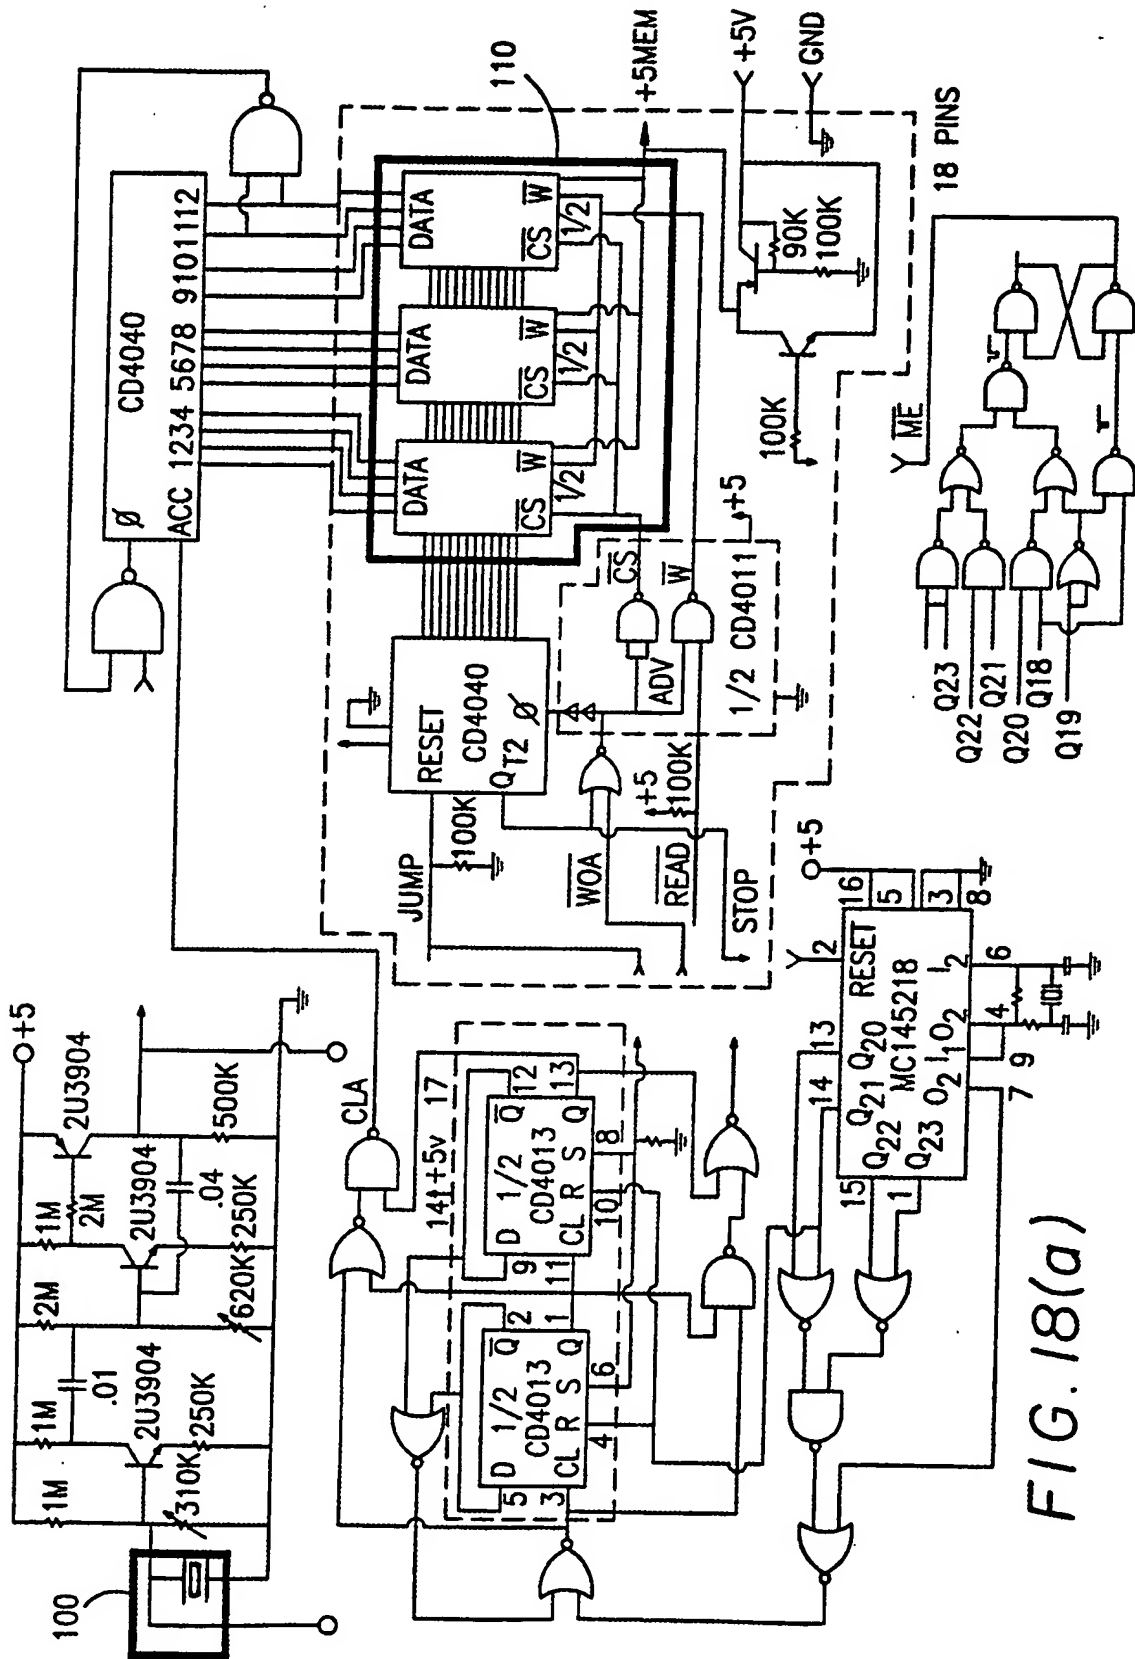 100
+5
1M
310K
1M
2U3904
250K
.01
2M
2U3904
620K
250K
1M
2M
.04
2U3904
500K
CD4040
Ø
ACC 1234 5678 9101112
110
DATA
CS
W
1/2
DATA
CS
W
1/2
DATA
CS
W
1/2
+5MEM
+5V
GND
18 PINS
90K
100K
100K
RESET
CD4040
QT2
Ø
JUMP
100K
WOA
READ
STOP
+5
100K
ADV
CS
W
+5
1/2 CD4011
CLA
14 +5v 17
D 1/2 Q
CD4013
CL R S Q
5
3
4
6
2
1
D 1/2 Q
CD4013
CL R S Q
9
11
10
8
12
13
+5
2
RESET
MC145218
Q20
Q21
Q22
Q23
I2
O2
I1
O2
13
14
15
1
16
5
3
8
6
4
9
7
ME
Q23
Q22
Q21
Q20
Q18
Q19
FIG. 18(a)